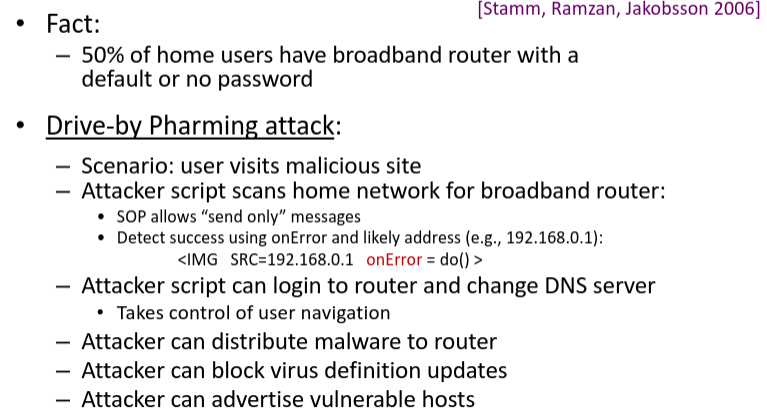 [Stamm, Ramzan, Jakobsson 2006]
• Fact:
– 50% of home users have broadband router with a
default or no password
• Drive-by Pharming attack:
– Scenario: user visits malicious site
– Attacker script scans home network for broadband router:
• SOP allows “send only” messages
• Detect success using onError and likely address (e.g., 192.168.0.1):
<IMG SRC=192.168.0.1 onError = do() >
– Attacker script can login to router and change DNS server
• Takes control of user navigation
– Attacker can distribute malware to router
– Attacker can block virus definition updates
– Attacker can advertise vulnerable hosts